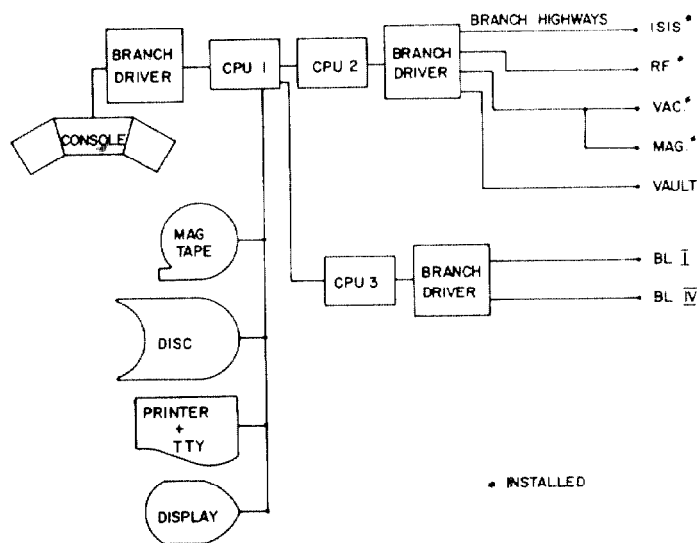 BRANCH HIGHWAYS
ISIS*
BRANCH
DRIVER
CPU 1
CPU 2
BRANCH
DRIVER
RF*
CONSOLE
VAC.*
MAG.*
VAULT
MAG
TAPE
CPU 3
BRANCH
DRIVER
BL I
BL IV
DISC
PRINTER
+
TTY
DISPLAY
* INSTALLED